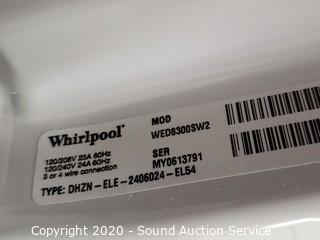 Whirlpool
MOD
WED8300SW2
120/208V 23A 60Hz
120/240V 24A 60Hz
3 or 4 wire connection
SER
MY0613791
TYPE: DHZN-ELE-2406024-EL54
Copyright © 2020 - Sound Auction Service